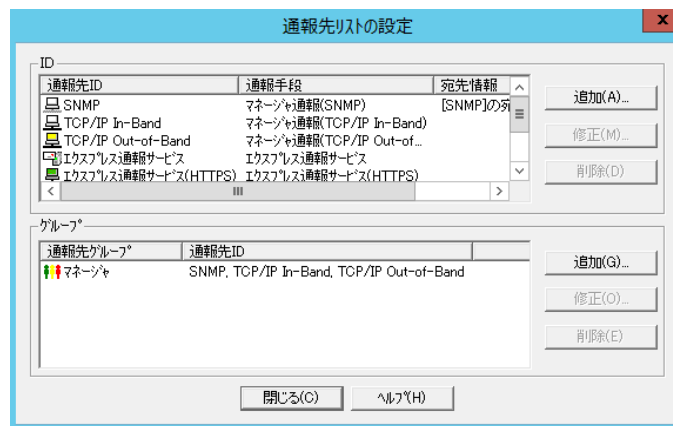 通報先リストの設定
x
ID
通報先ID 通報手段 宛先情報
SNMP マネージャ通報(SNMP) [SNMP]の宛
TCP/IP In-Band マネージャ通報(TCP/IP In-Band)
TCP/IP Out-of-Band マネージャ通報(TCP/IP Out-of...
エクスプレス通報サービス エクスプレス通報サービス
エクスプレス通報サービス(HTTPS) エクスプレス通報サービス(HTTPS)
追加(A)...
修正(M)...
削除(D)
グループ
通報先グループ 通報先ID
マネージャ SNMP, TCP/IP In-Band, TCP/IP Out-of-Band
追加(G)...
修正(O)...
削除(E)
閉じる(C) ヘルプ(H)